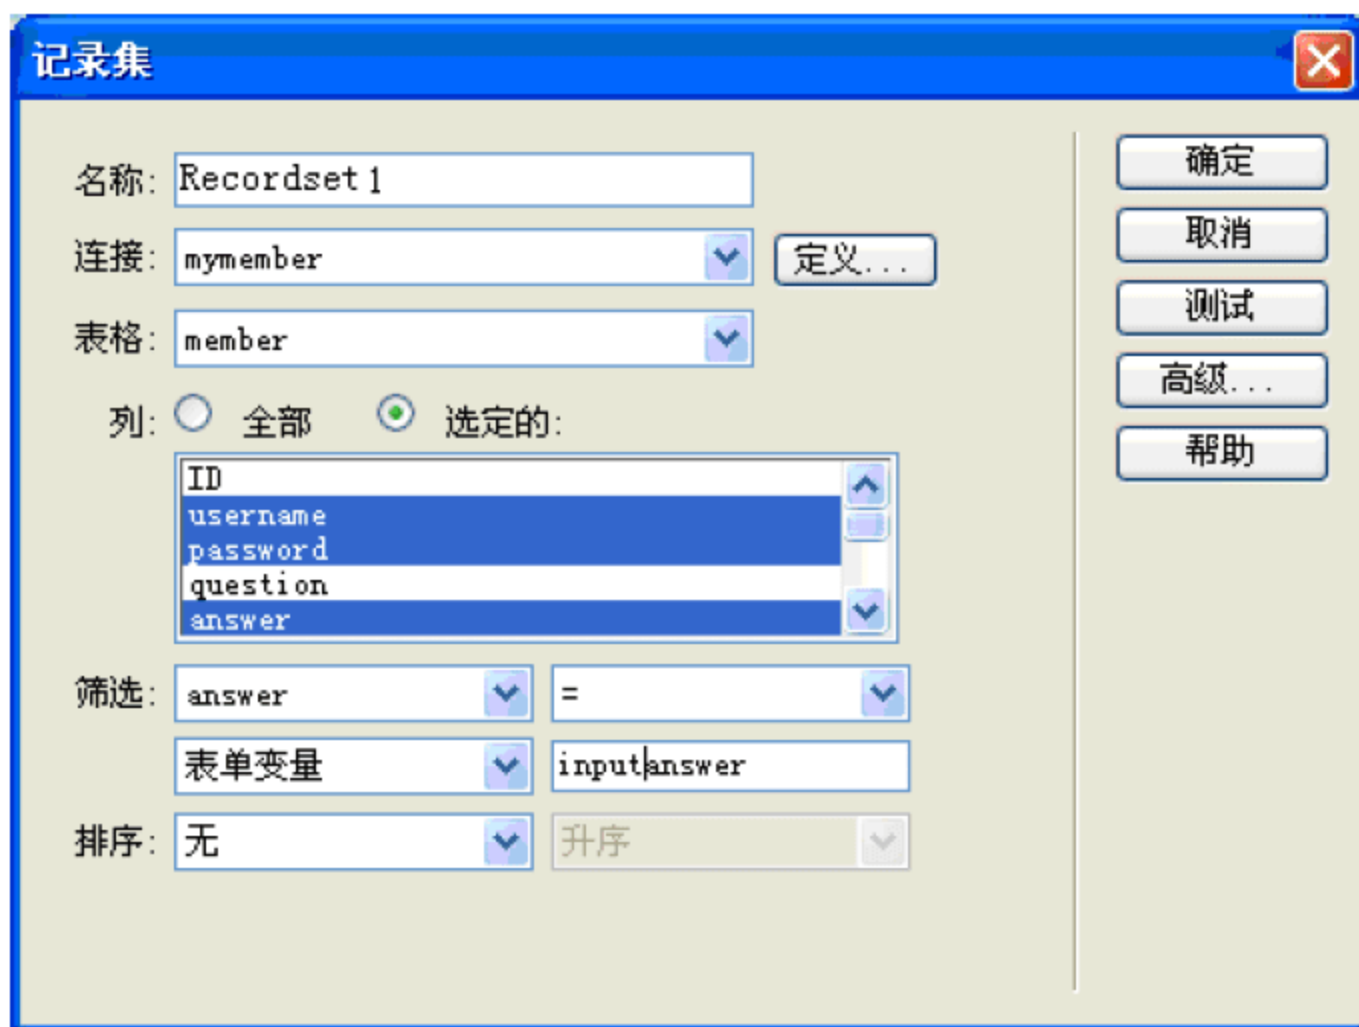 记录集
名称: Recordset1
确定
连接: mymember 定义...
取消
表格: member
测试
列: 全部 选定的:
高级...
ID
帮助
username
password
question
answer
筛选: answer =
表单变量 inputanswer
排序: 无 升序